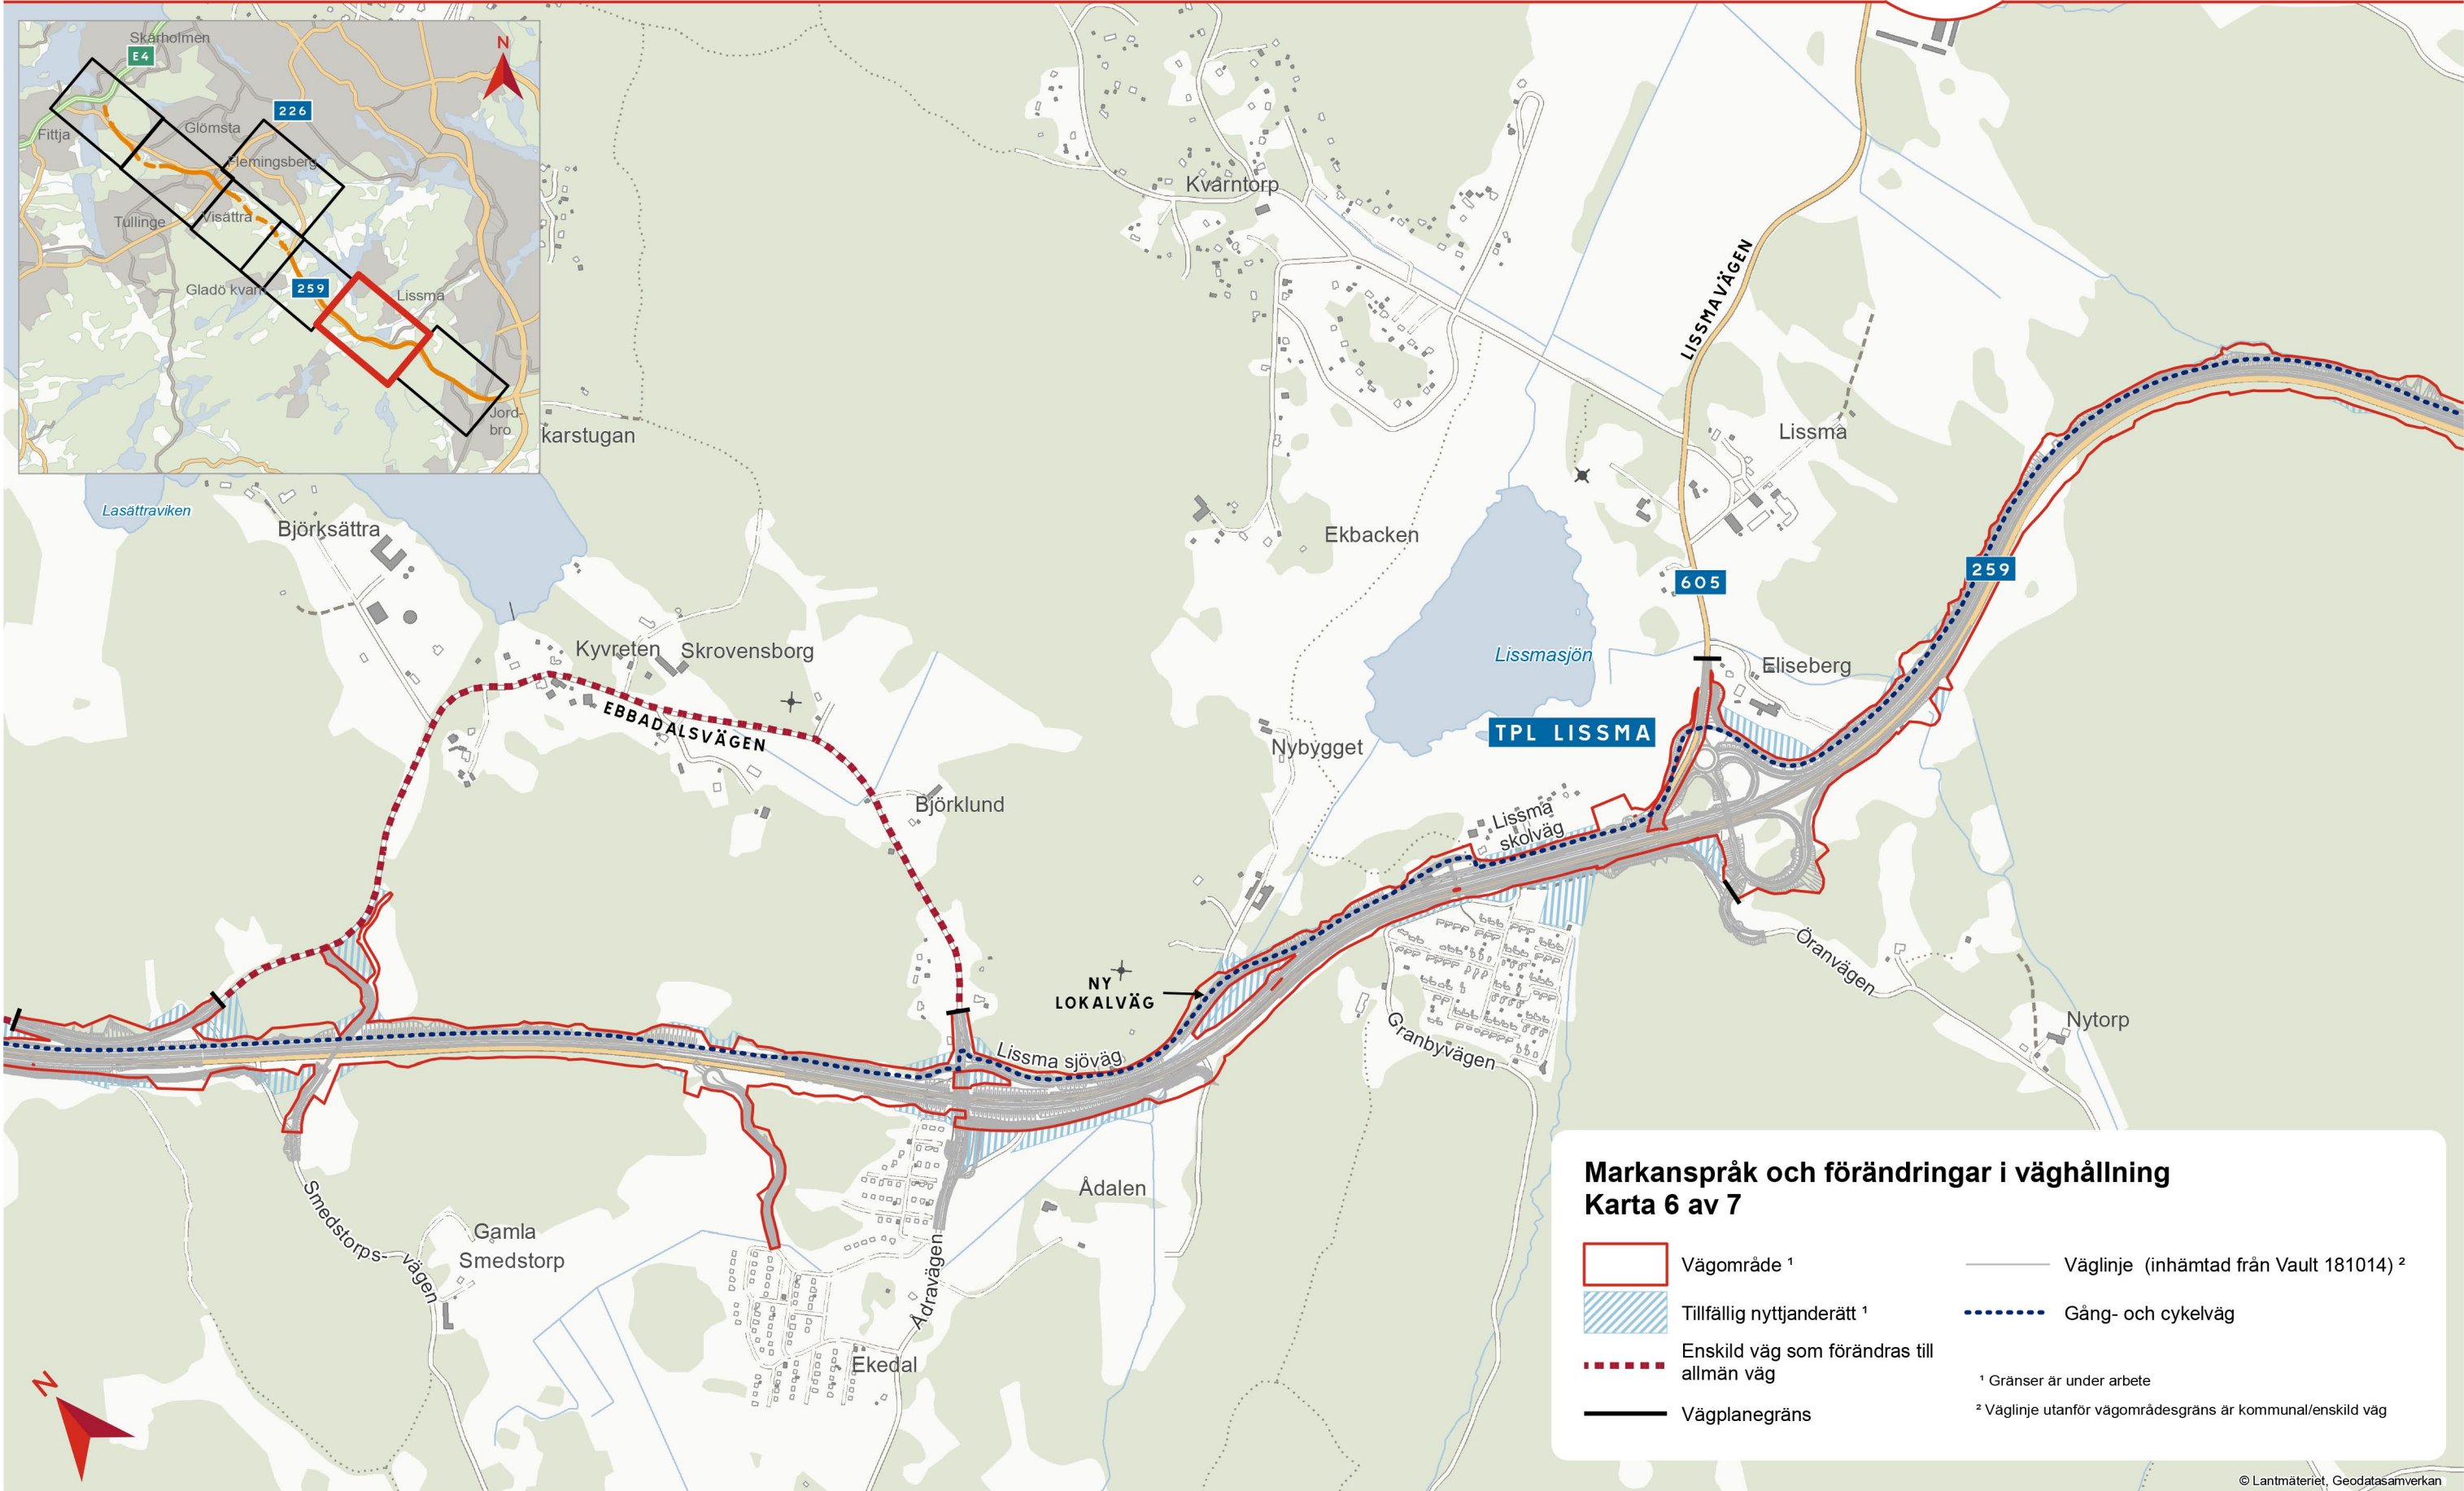 Skärholmen
E4
N
226
Fittja
Glömsta
Flemingsberg
Tullinge
Visättra
259
Gladö kvarn
Lissma
Jord-
bro
karstugan
Kvarntorp
LISSMAVÄGEN
Lissma
Lasättraviken
Björksättra
Ekbacken
259
605
Kyvreten
Skrovensborg
Lissmasjön
Eliseberg
EBBADALSVÄGEN
TPL LISSMA
Nybygget
Björklund
Lissma
skolväg
Öranvägen
NY
LOKALVÄG
Nytorp
Lissma sjöväg
Granbyvägen
Ådalen
Smedstorps-
vägen
Gamla
Smedstorp
Ådravägen
Ekedal
N
Markanspråk och förändringar i väghållning
Karta 6 av 7
Vägområde ¹
Väglinje (inhämtad från Vault 181014) ²
Tillfällig nyttjanderätt ¹
Gång- och cykelväg
Enskild väg som förändras till
allmän väg
¹ Gränser är under arbete
Vägplanegräns
² Väglinje utanför vägområdesgräns är kommunal/enskild väg
© Lantmäteriet, Geodatasamverkan